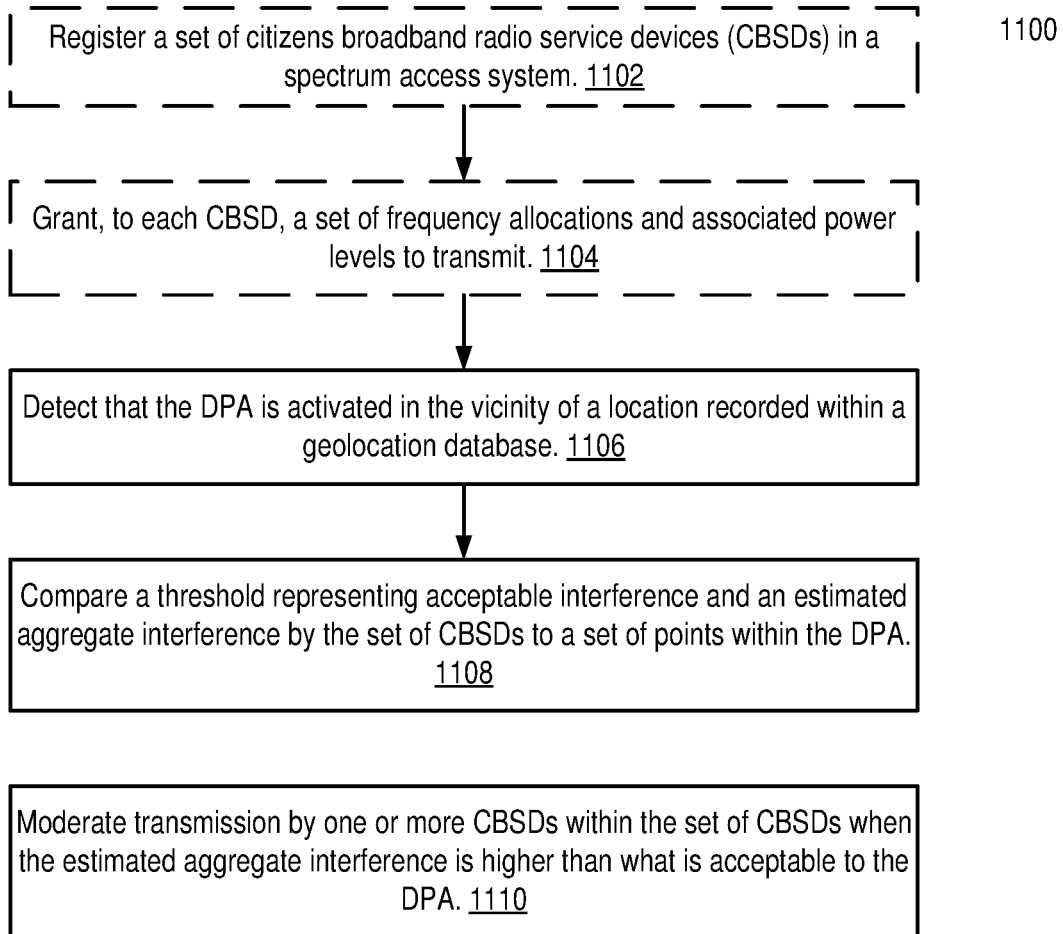 1100
Register a set of citizens broadband radio service devices (CBSDs) in a
spectrum access system. 1102
Grant, to each CBSD, a set of frequency allocations and associated power
levels to transmit. 1104
Detect that the DPA is activated in the vicinity of a location recorded within a
geolocation database. 1106
Compare a threshold representing acceptable interference and an estimated
aggregate interference by the set of CBSDs to a set of points within the DPA.
1108
Moderate transmission by one or more CBSDs within the set of CBSDs when
the estimated aggregate interference is higher than what is acceptable to the
DPA. 1110